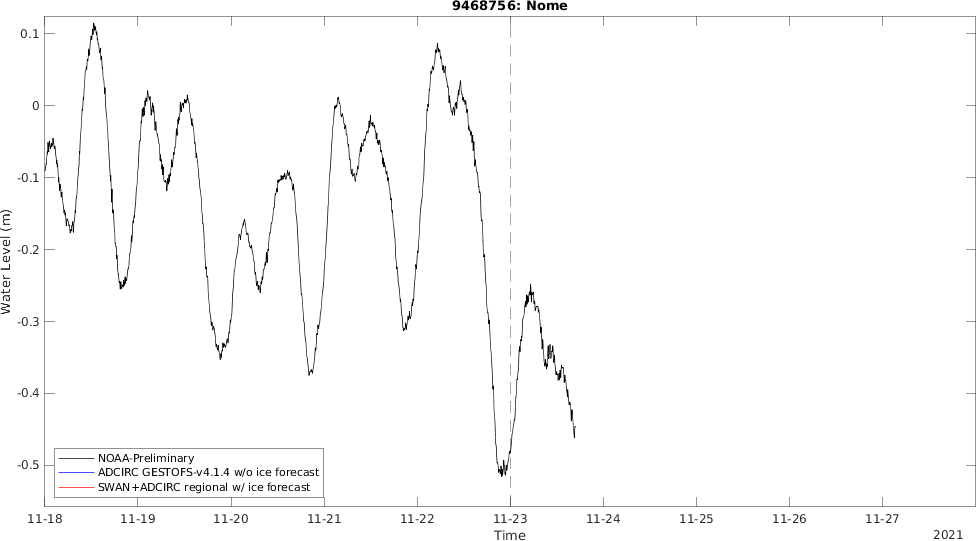 9468756: Nome
0.1
0
-0.1
-0.2
-0.3
-0.4
-0.5
Water Level (m)
NOAA-Preliminary
ADCIRC GESTOFS-v4.1.4 w/o ice forecast
SWAN+ADCIRC regional w/ ice forecast
11-18 11-19 11-20 11-21 11-22 11-23 11-24 11-25 11-26 11-27
Time
2021